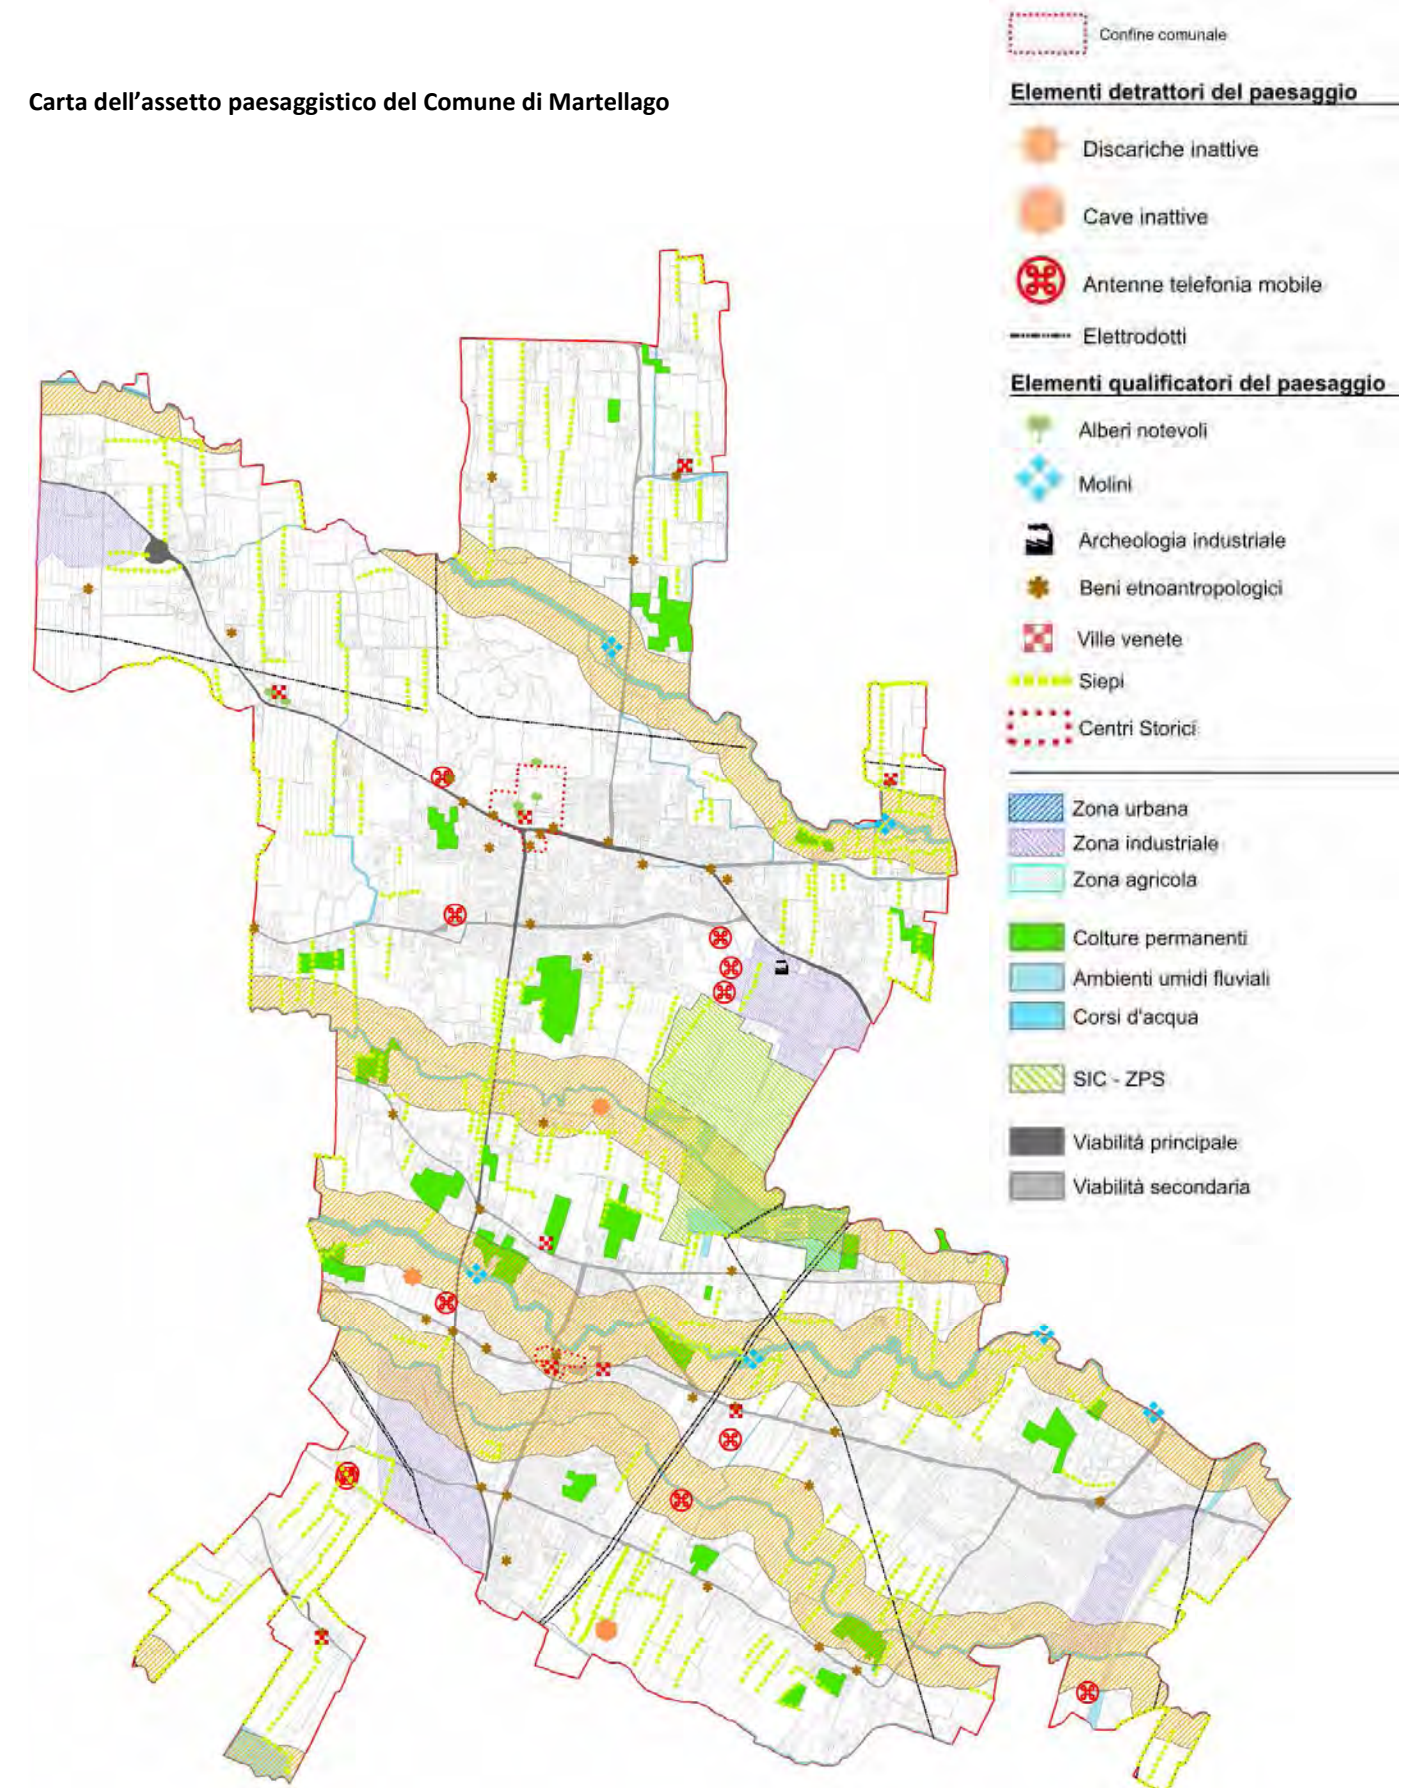 Confine comunale
Carta dell’assetto paesaggistico del Comune di Martellago
Elementi detrattori del paesaggio
Discariche inattive
Cave inattive
Antenne telefonia mobile
Elettrodotti
Elementi qualificatori del paesaggio
Alberi notevoli
Molini
Archeologia industriale
Beni etnoantropologici
Ville venete
Siepi
Centri Storici
Zona urbana
Zona industriale
Zona agricola
Colture permanenti
Ambienti umidi fluviali
Corsi d'acqua
SIC - ZPS
Viabilità principale
Viabilità secondaria